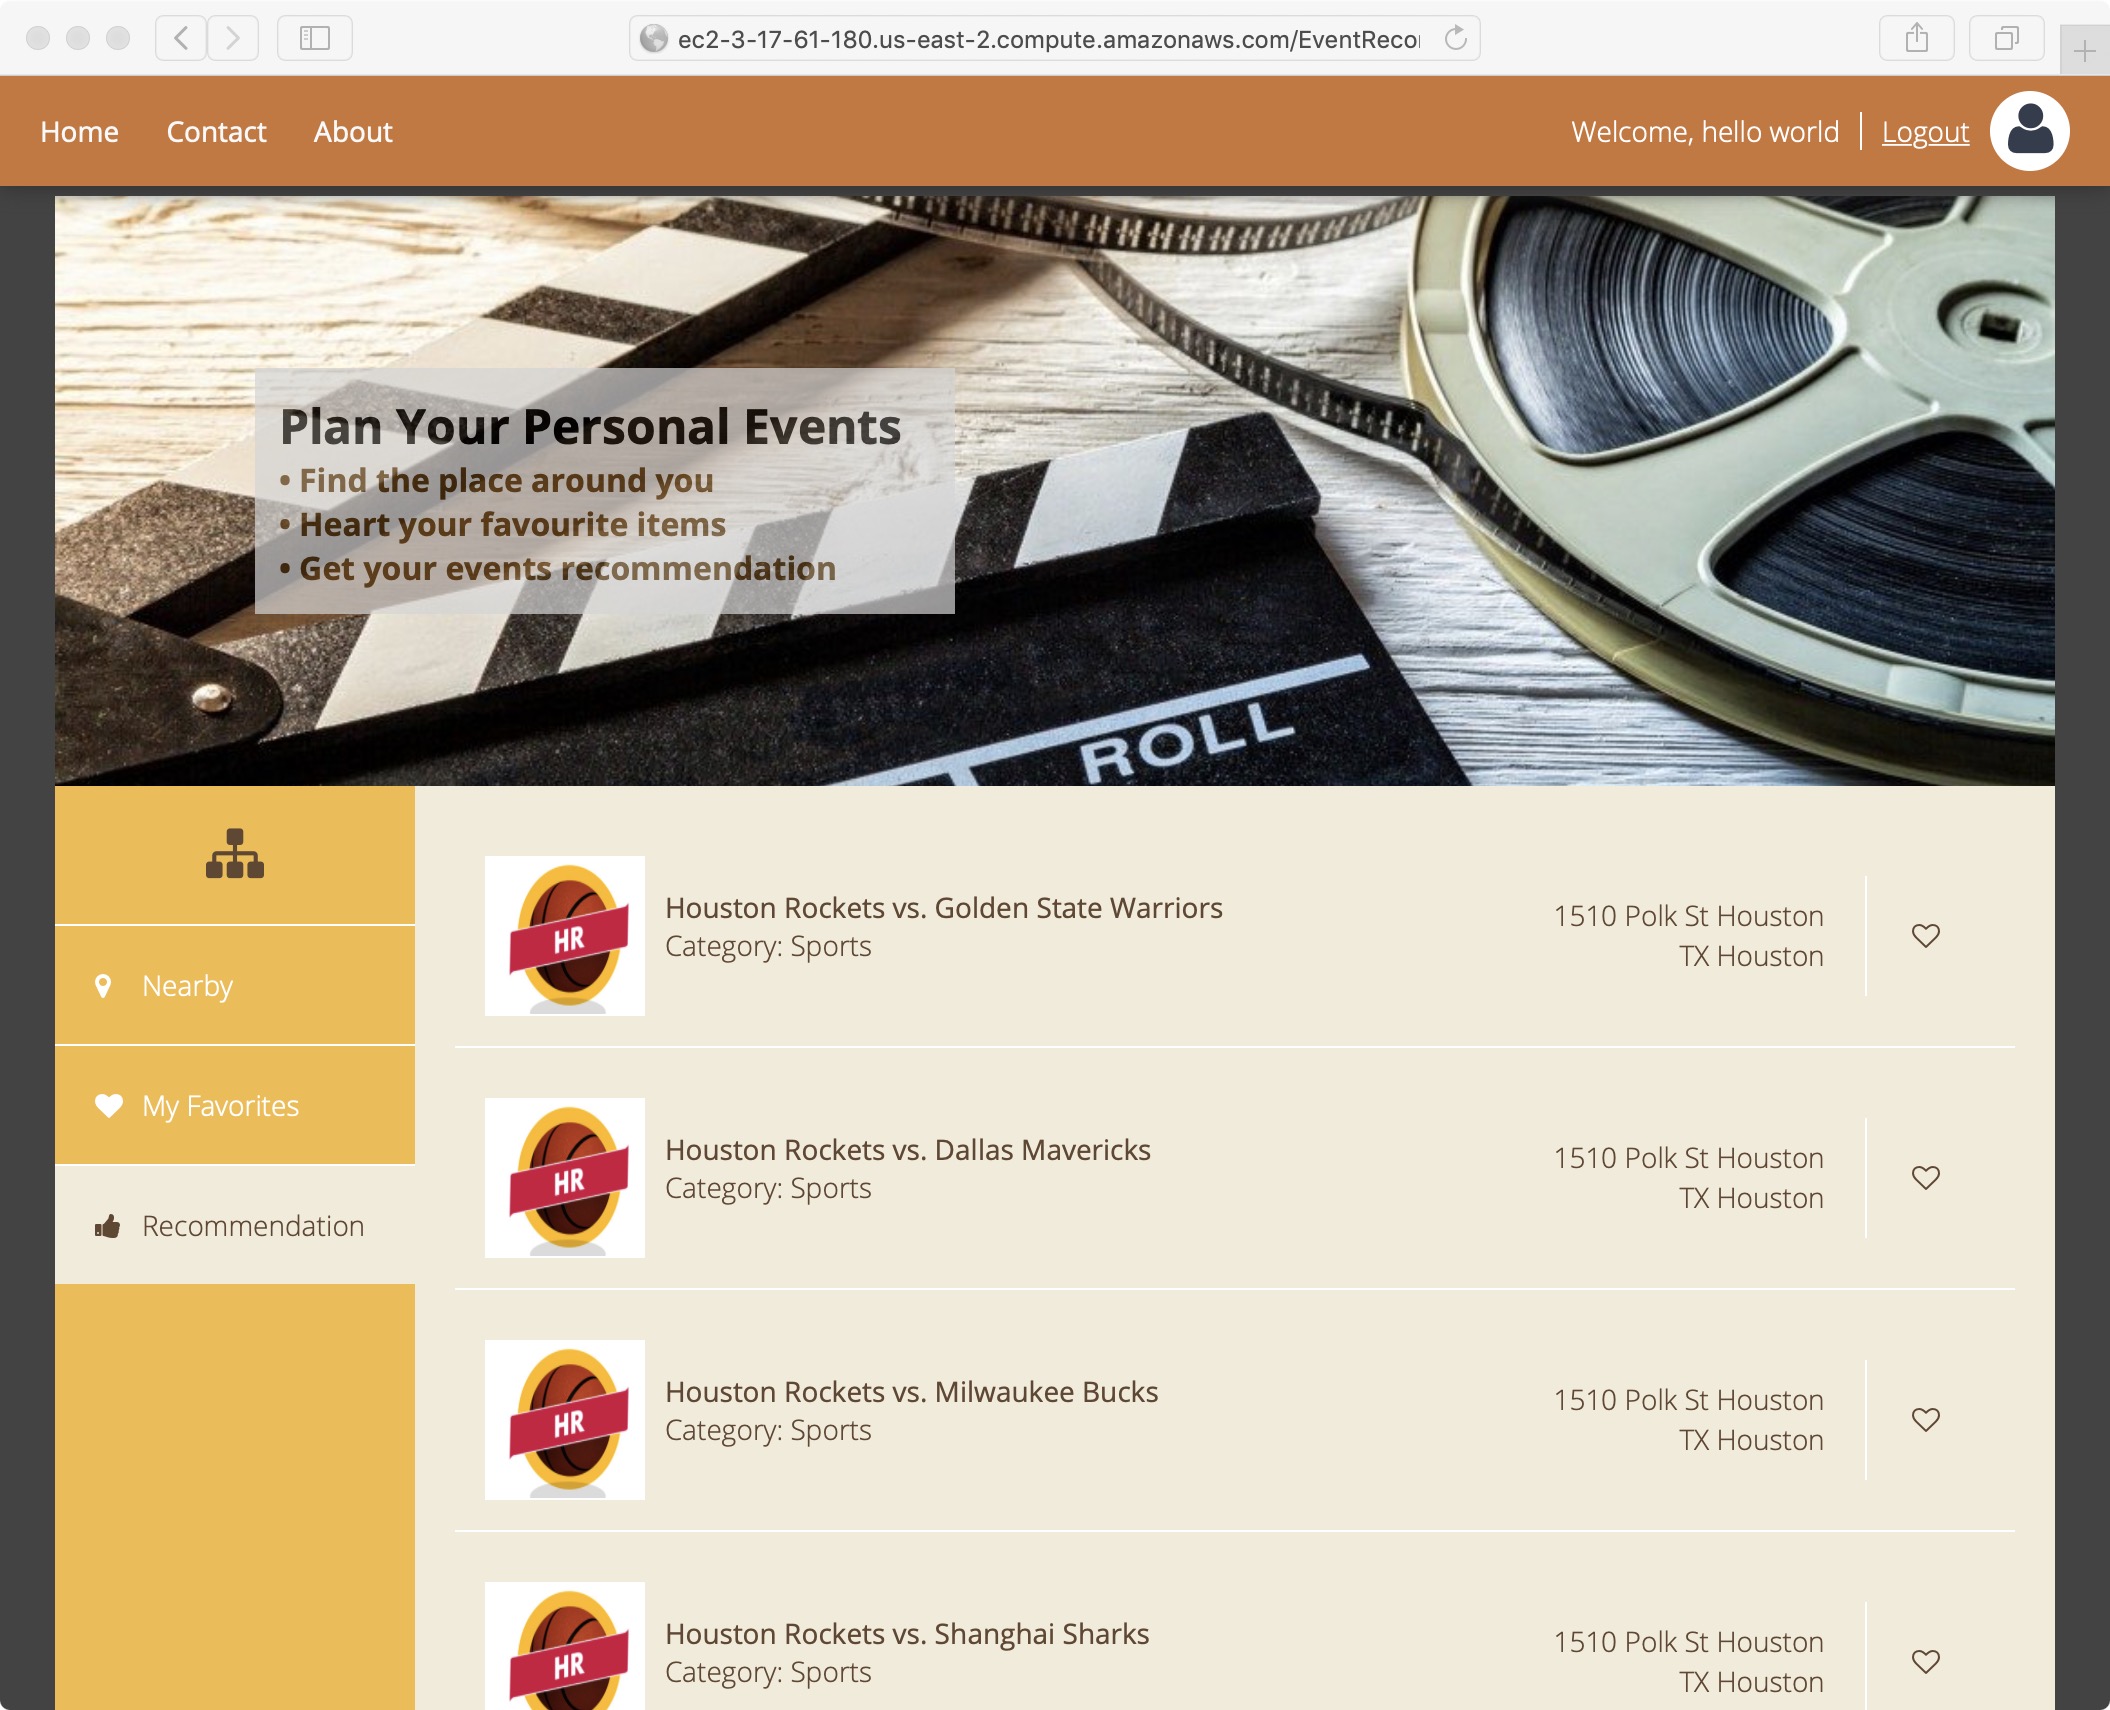 ec2-3-17-61-180.us-east-2.compute.amazonaws.com/EventReco
Home Contact About Welcome, hello world Logout
Plan Your Personal Events
• Find the place around you
• Heart your favourite items
• Get your events recommendation
ROLL
Nearby
My Favorites
Recommendation
HR
Houston Rockets vs. Golden State Warriors
Category: Sports
1510 Polk St Houston
TX Houston
HR
Houston Rockets vs. Dallas Mavericks
Category: Sports
1510 Polk St Houston
TX Houston
HR
Houston Rockets vs. Milwaukee Bucks
Category: Sports
1510 Polk St Houston
TX Houston
HR
Houston Rockets vs. Shanghai Sharks
Category: Sports
1510 Polk St Houston
TX Houston